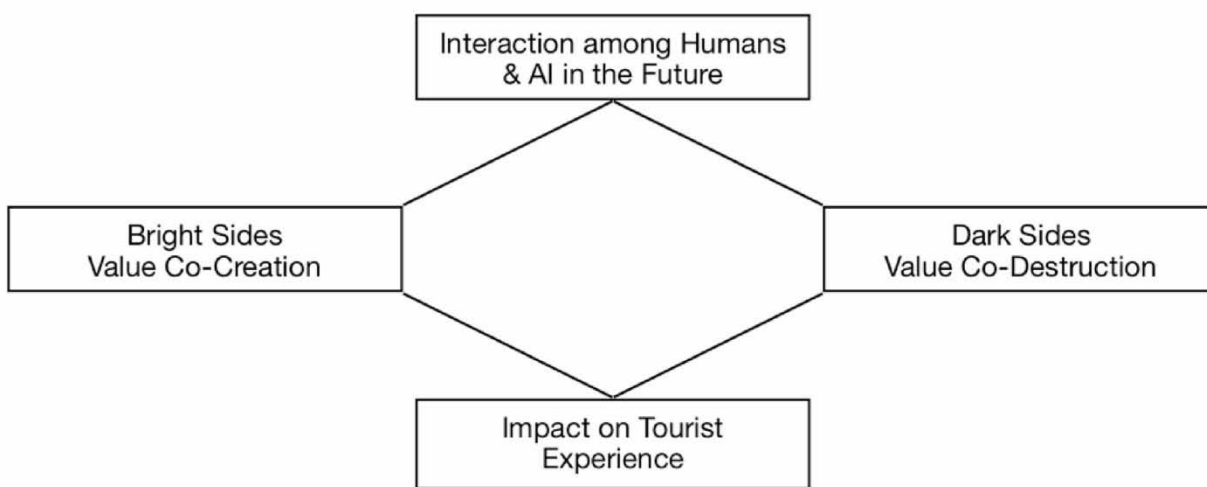 Interaction among Humans
& AI in the Future
Bright Sides
Value Co-Creation
Dark Sides
Value Co-Destruction
Impact on Tourist
Experience